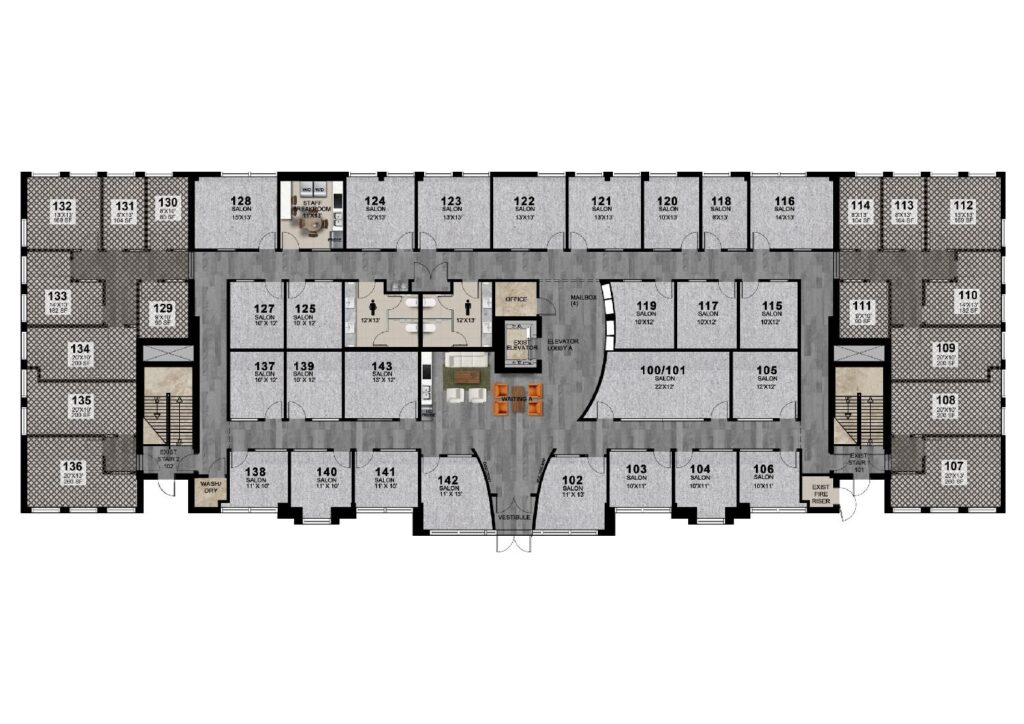 128
SALON
15'X13'
STAFF
BREAKROOM
11'X13'
W/D
W/D
124
SALON
12'X13'
123
SALON
13'X13'
122
SALON
13'X13'
121
SALON
13'X13'
120
SALON
10'X13'
118
SALON
8'X13'
116
SALON
14'X13'
132
13'X13'
169 SF
131
8'X13'
104 SF
130
8'X10'
80 SF
114
8'X13'
104 SF
113
8'X13'
104 SF
112
13'X13'
169 SF
133
14'X13'
182 SF
129
9'X10'
90 SF
127
SALON
10' X 12'
125
SALON
10' X 12'
12'X13'
12'X13'
OFFICE
MAILBOX
(4)
119
SALON
10'X12'
117
SALON
10'X12'
115
SALON
10'X12'
111
9'X10'
90 SF
110
14'X13'
182 SF
134
20'X10'
200 SF
EXIST
ELEVATOR
ELEVATOR
LOBBY A
109
20'X10'
200 SF
137
SALON
10' X 12'
139
SALON
10' X 12'
143
SALON
13' X 12'
WAITING A
100/101
SALON
22'X12'
105
SALON
12'X12'
135
20'X10'
200 SF
108
20'X10'
200 SF
136
20'X13'
260 SF
EXIST
STAIR 2
102
WASH/
DRY
138
SALON
11' X 10'
140
SALON
11' X 10'
141
SALON
11' X 10'
142
SALON
11' X 13'
VESTIBULE
102
SALON
11' X 13'
103
SALON
10'X11'
104
SALON
10'X11'
106
SALON
10'X11'
EXIST
FIRE
RISER
EXIST
STAIR 1
101
107
20'X13'
260 SF